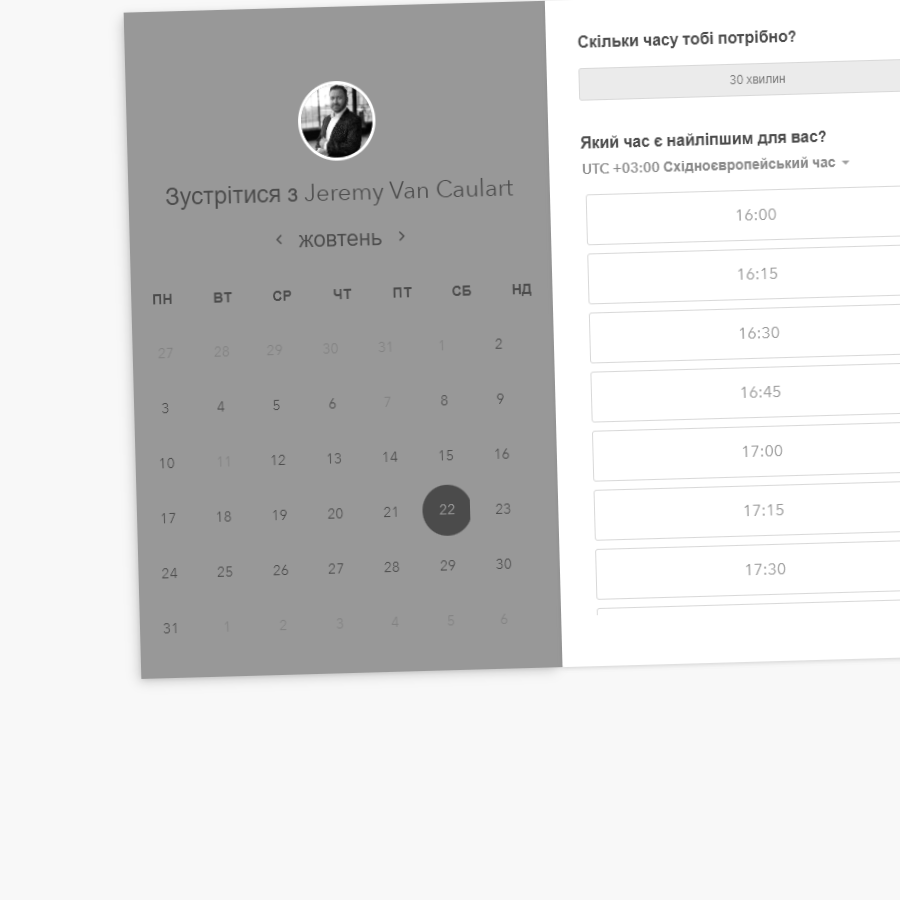 Зустрітися з Jeremy Van Caulart
жовтень
ПН ВТ СР ЧТ ПТ СБ НД
27 28 29 30 31 1 2
3 4 5 6 7 8 9
10 11 12 13 14 15 16
17 18 19 20 21 22 23
24 25 26 27 28 29 30
31 1 2 3 4 5 6
Скільки часу тобі потрібно?
30 хвилин
Який час є найліпшим для вас?
UTC +03:00 Східноєвропейський час
16:00
16:15
16:30
16:45
17:00
17:15
17:30